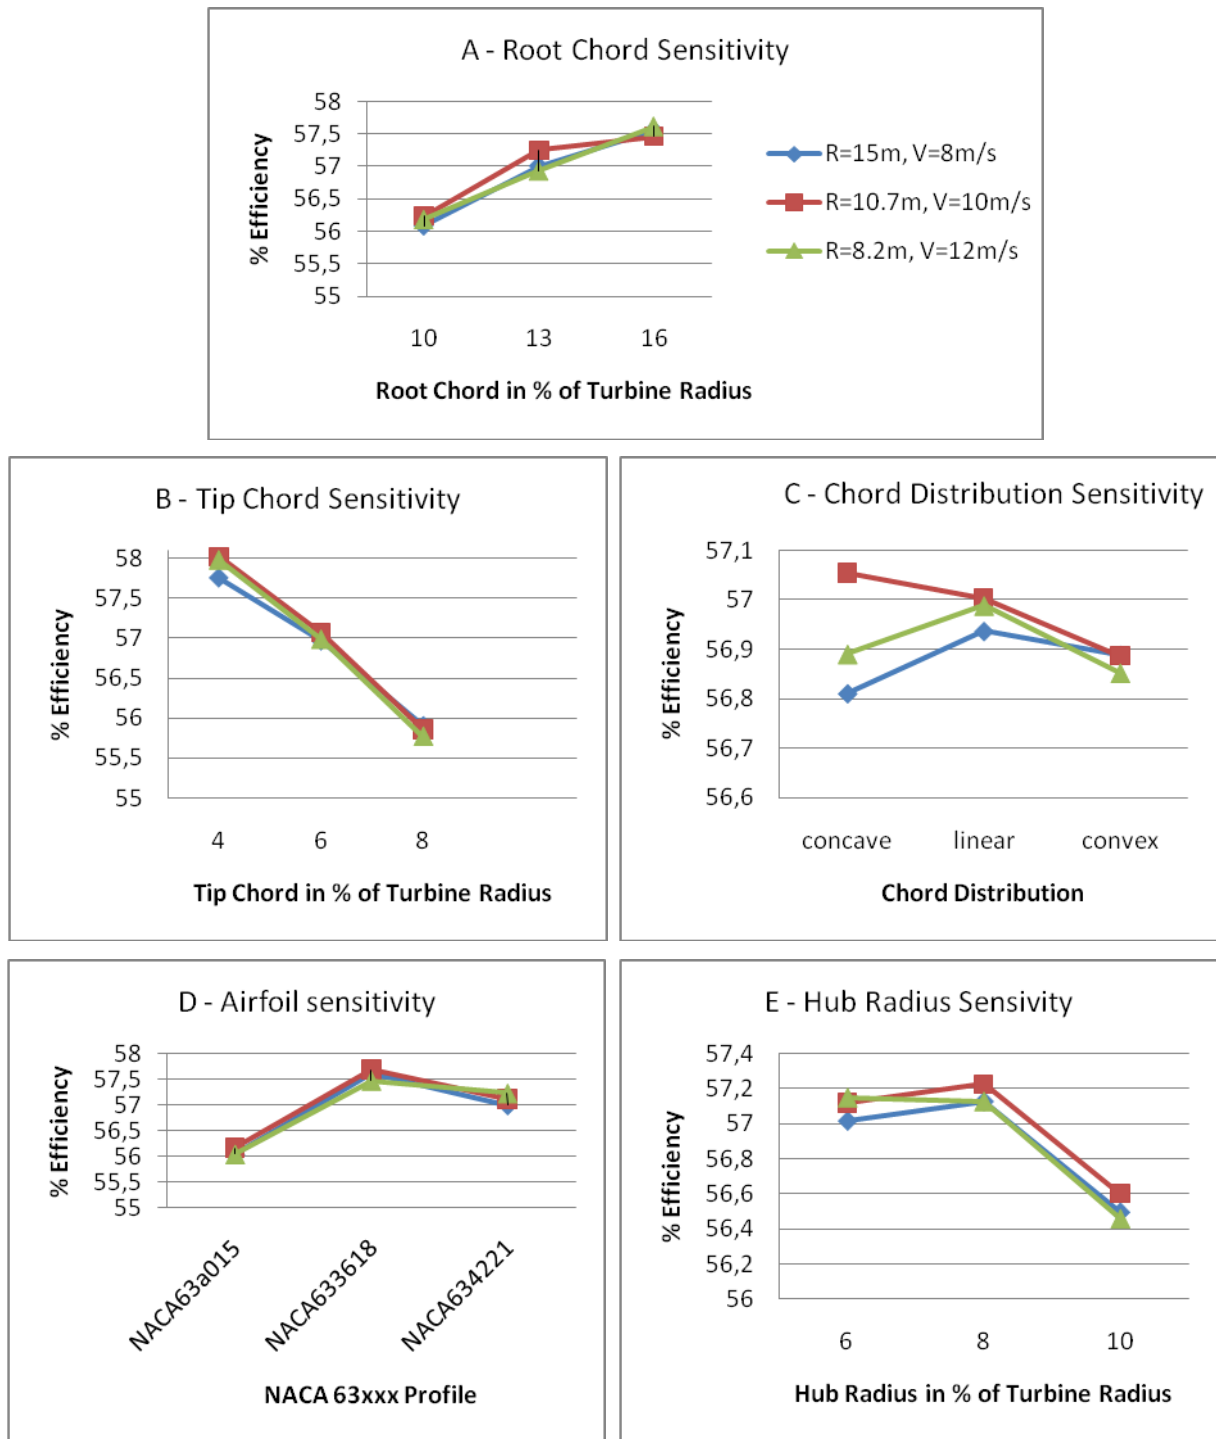 A - Root Chord Sensitivity
% Efficiency
58
57,5
57
56,5
56
55,5
55
10 13 16
Root Chord in % of Turbine Radius
R=15m, V=8m/s
R=10.7m, V=10m/s
R=8.2m, V=12m/s
B - Tip Chord Sensitivity
% Efficiency
58
57,5
57
56,5
56
55,5
55
4 6 8
Tip Chord in % of Turbine Radius
C - Chord Distribution Sensitivity
% Efficiency
57,1
57
56,9
56,8
56,7
56,6
concave linear convex
Chord Distribution
D - Airfoil sensitivity
% Efficiency
58
57,5
57
56,5
56
55,5
55
NACA63a015
NACA633618
NACA634221
NACA 63xxx Profile
E - Hub Radius Sensivity
% Efficiency
57,4
57,2
57
56,8
56,6
56,4
56,2
56
6 8 10
Hub Radius in % of Turbine Radius